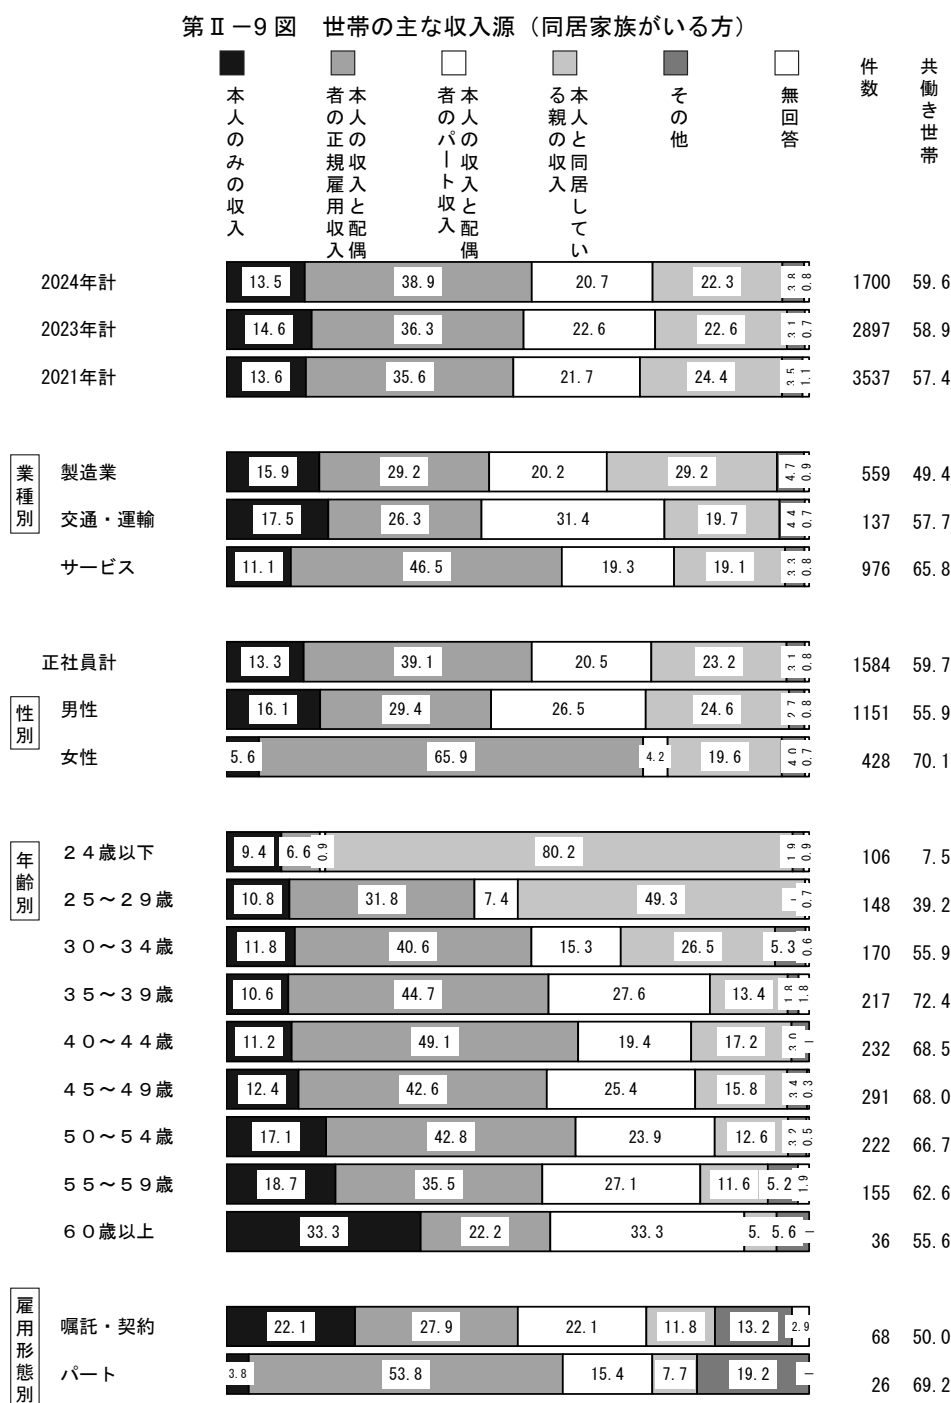 第Ⅱ－9図　世帯の主な収入源（同居家族がいる方）
本人のみの収入
本人の収入と配偶
者の正規雇用収入
本人の収入と配偶
者のパート収入
本人と同居してい
る親の収入
その他
無回答
件数
共働き世帯
2024年計 13.5 38.9 20.7 22.3 3.8 0.8 1700 59.6
2023年計 14.6 36.3 22.6 22.6 3.1 0.7 2897 58.9
2021年計 13.6 35.6 21.7 24.4 3.5 1.1 3537 57.4
業種別
製造業 15.9 29.2 20.2 29.2 4.7 0.9 559 49.4
交通・運輸 17.5 26.3 31.4 19.7 4.4 0.7 137 57.7
サービス 11.1 46.5 19.3 19.1 3.3 0.8 976 65.8
正社員計 13.3 39.1 20.5 23.2 3.1 0.8 1584 59.7
性別
男性 16.1 29.4 26.5 24.6 2.7 0.8 1151 55.9
女性 5.6 65.9 4.2 19.6 4.0 0.7 428 70.1
年齢別
２４歳以下 9.4 6.6 0.9 80.2 1.9 0.9 106 7.5
２５～２９歳 10.8 31.8 7.4 49.3 － 0.7 148 39.2
３０～３４歳 11.8 40.6 15.3 26.5 5.3 0.6 170 55.9
３５～３９歳 10.6 44.7 27.6 13.4 1.8 1.8 217 72.4
４０～４４歳 11.2 49.1 19.4 17.2 3.0 － 232 68.5
４５～４９歳 12.4 42.6 25.4 15.8 3.4 0.3 291 68.0
５０～５４歳 17.1 42.8 23.9 12.6 3.2 0.5 222 66.7
５５～５９歳 18.7 35.5 27.1 11.6 5.2 1.9 155 62.6
６０歳以上 33.3 22.2 33.3 5. 5.6 － 36 55.6
雇用形態別
嘱託・契約 22.1 27.9 22.1 11.8 13.2 2.9 68 50.0
パート 3.8 53.8 15.4 7.7 19.2 － 26 69.2